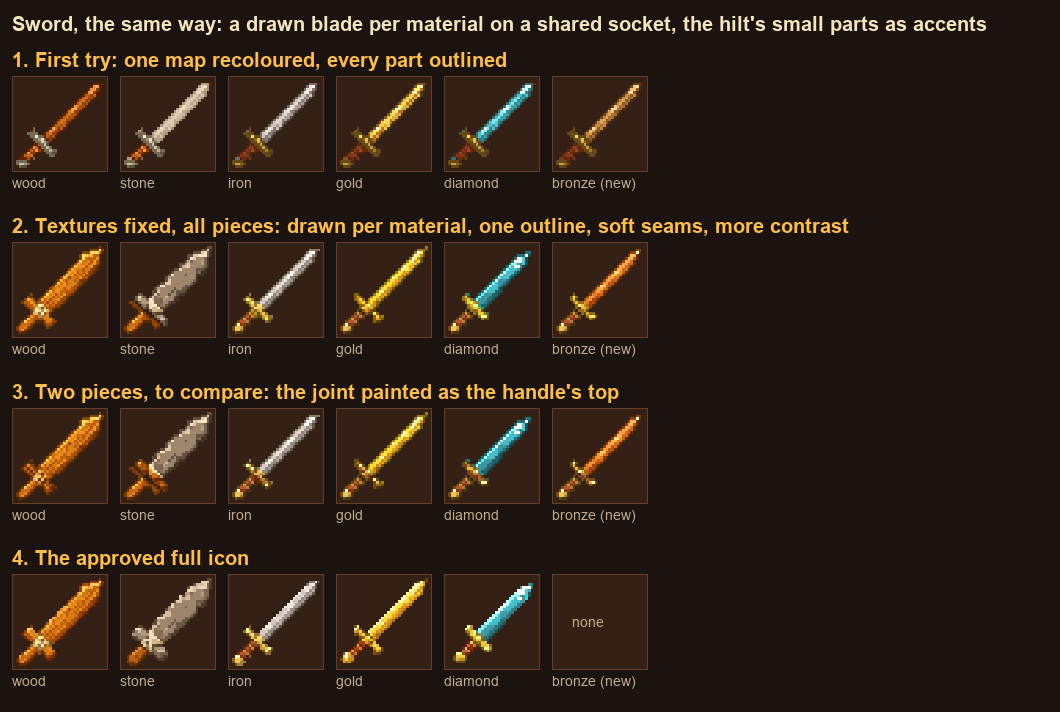 Sword, the same way: a drawn blade per material on a shared socket, the hilt's small parts as accents
1. First try: one map recoloured, every part outlined
wood stone iron gold diamond bronze (new)
2. Textures fixed, all pieces: drawn per material, one outline, soft seams, more contrast
wood stone iron gold diamond bronze (new)
3. Two pieces, to compare: the joint painted as the handle's top
wood stone iron gold diamond bronze (new)
4. The approved full icon
none
wood stone iron gold diamond bronze (new)